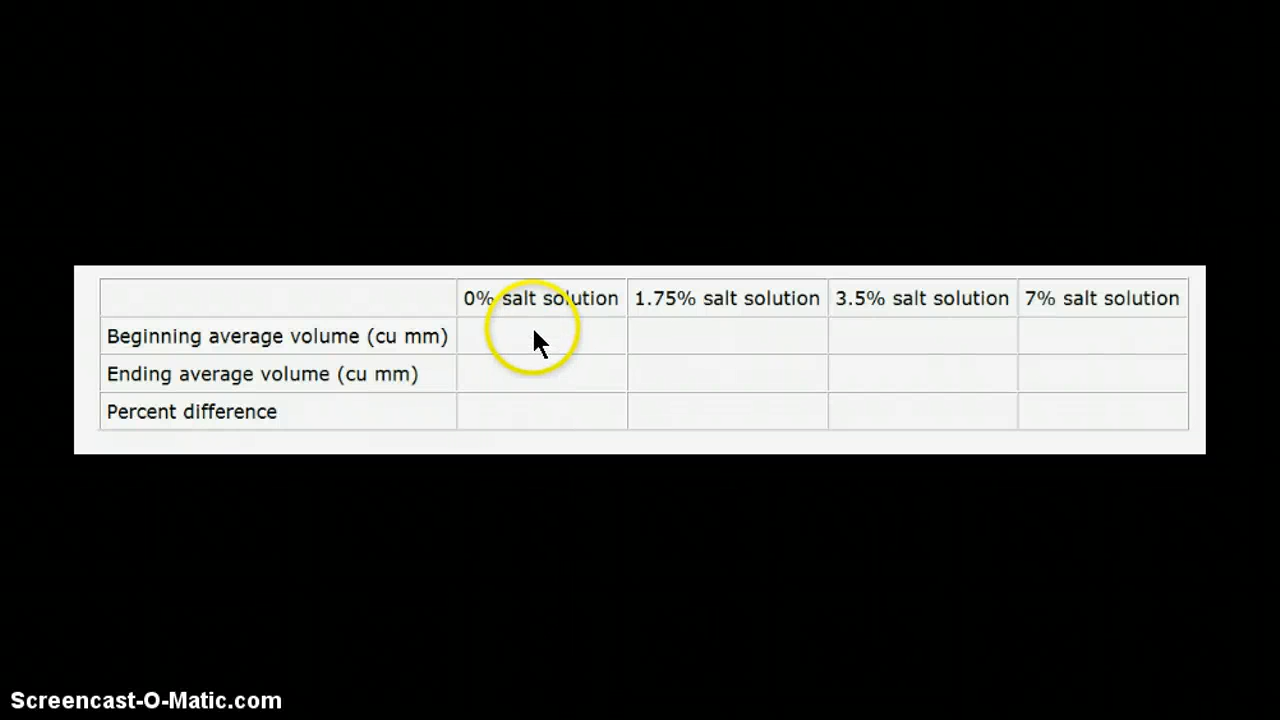 0% salt solution 1.75% salt solution 3.5% salt solution 7% salt solution
Beginning average volume (cu mm)
Ending average volume (cu mm)
Percent difference
Screencast-O-Matic.com